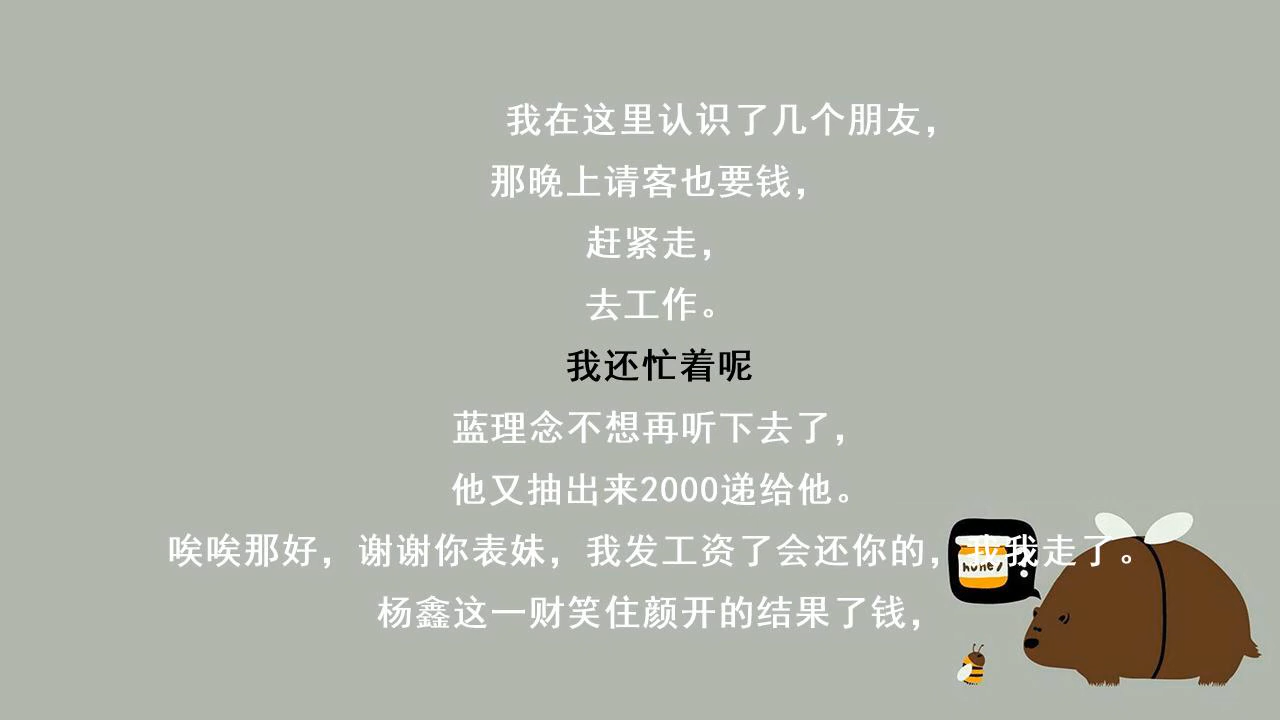 我在这里认识了几个朋友，
那晚上请客也要钱，
赶紧走，
去工作。
我还忙着呢
蓝理念不想再听下去了，
他又抽出来2000递给他。
唉唉那好，谢谢你表妹，我发工资了会还你的，我我走了。
honey
杨鑫这一财笑住颜开的结果了钱，